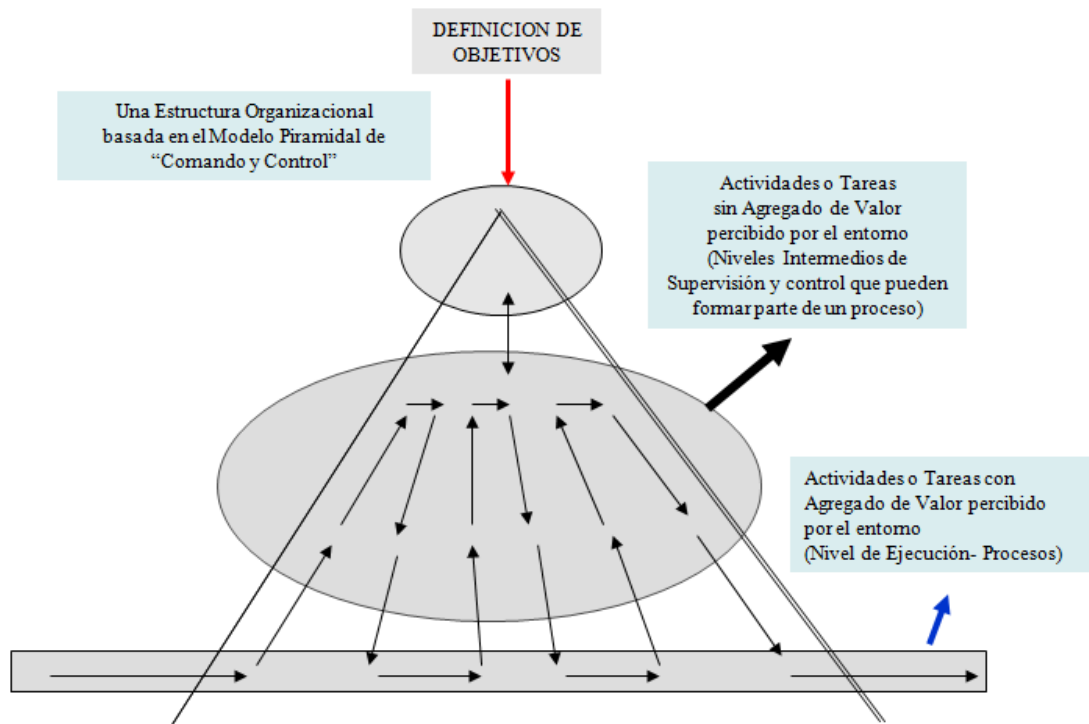 DEFINICION DE
OBJETIVOS
Una Estructura Organizacional
basada en el Modelo Piramidal de
“Comando y Control”
Actividades o Tareas
sin Agregado de Valor
percibido por el entorno
(Niveles Intermedios de
Supervisión y control que pueden
formar parte de un proceso)
Actividades o Tareas con
Agregado de Valor percibido
por el entorno
(Nivel de Ejecución- Procesos)